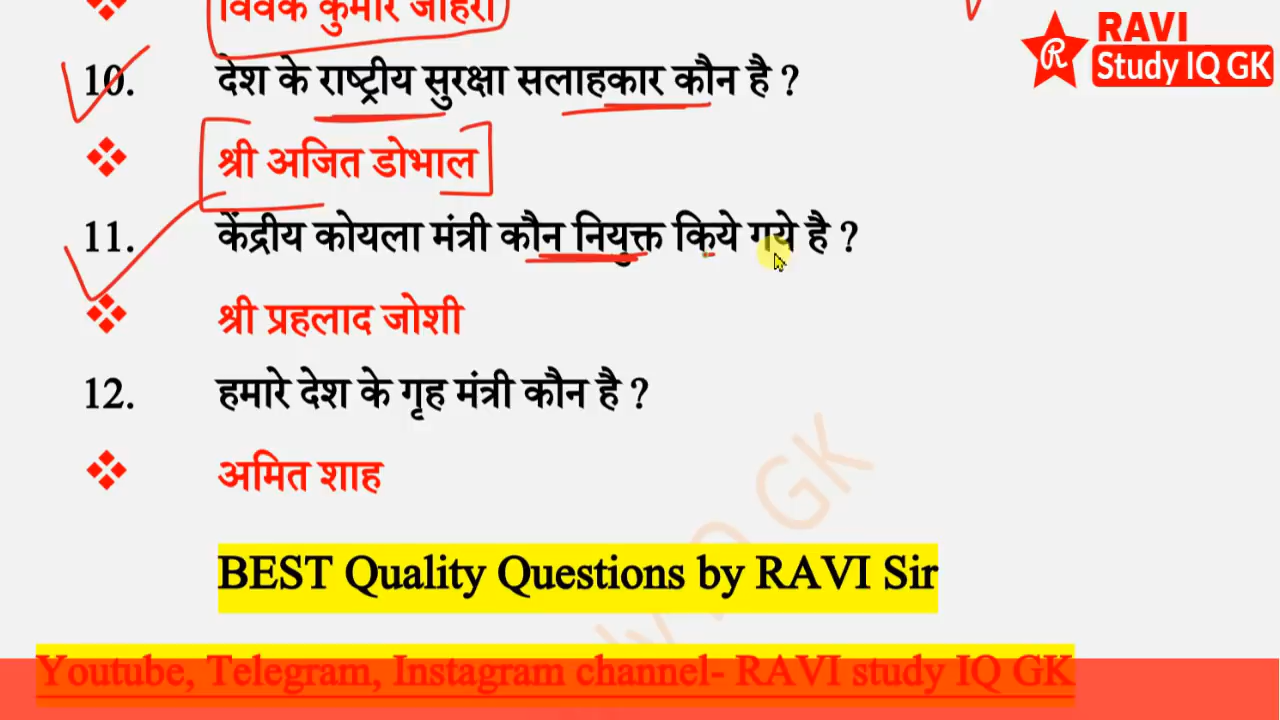 विवेक कुमार जोहरी
RAVI
Study IQ GK
10. देश के राष्ट्रीय सुरक्षा सलाहकार कौन है ?
श्री अजित डोभाल
11. केंद्रीय कोयला मंत्री कौन नियुक्त किये गये है ?
श्री प्रहलाद जोशी
12. हमारे देश के गृह मंत्री कौन है ?
अमित शाह
BEST Quality Questions by RAVI Sir
Youtube, Telegram, Instagram channel- RAVI study IQ GK